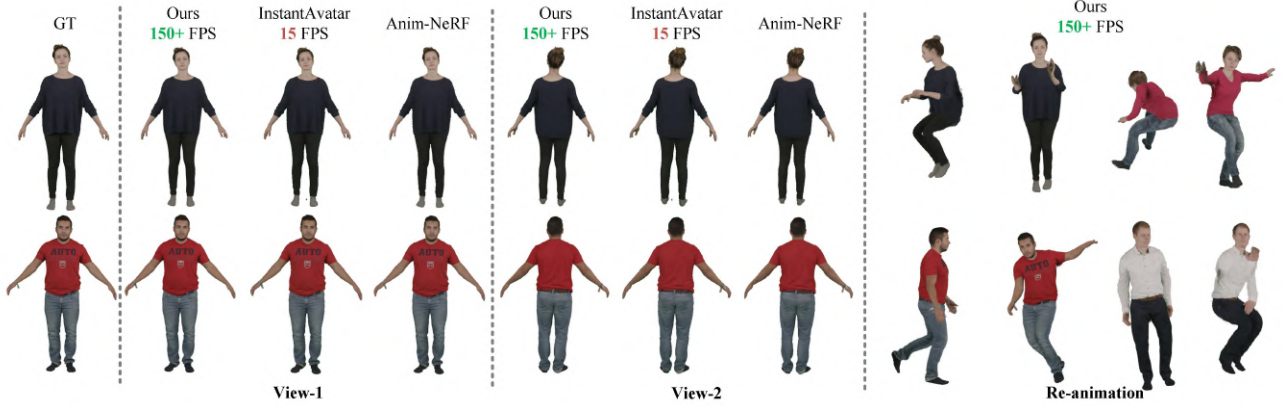 GT
Ours
150+ FPS
InstantAvatar
15 FPS
Anim-NeRF
Ours
150+ FPS
InstantAvatar
15 FPS
Anim-NeRF
Ours
150+ FPS
AUTO
AUTO
AUTO
AUTO
AUTO
View-1
View-2
Re-animation